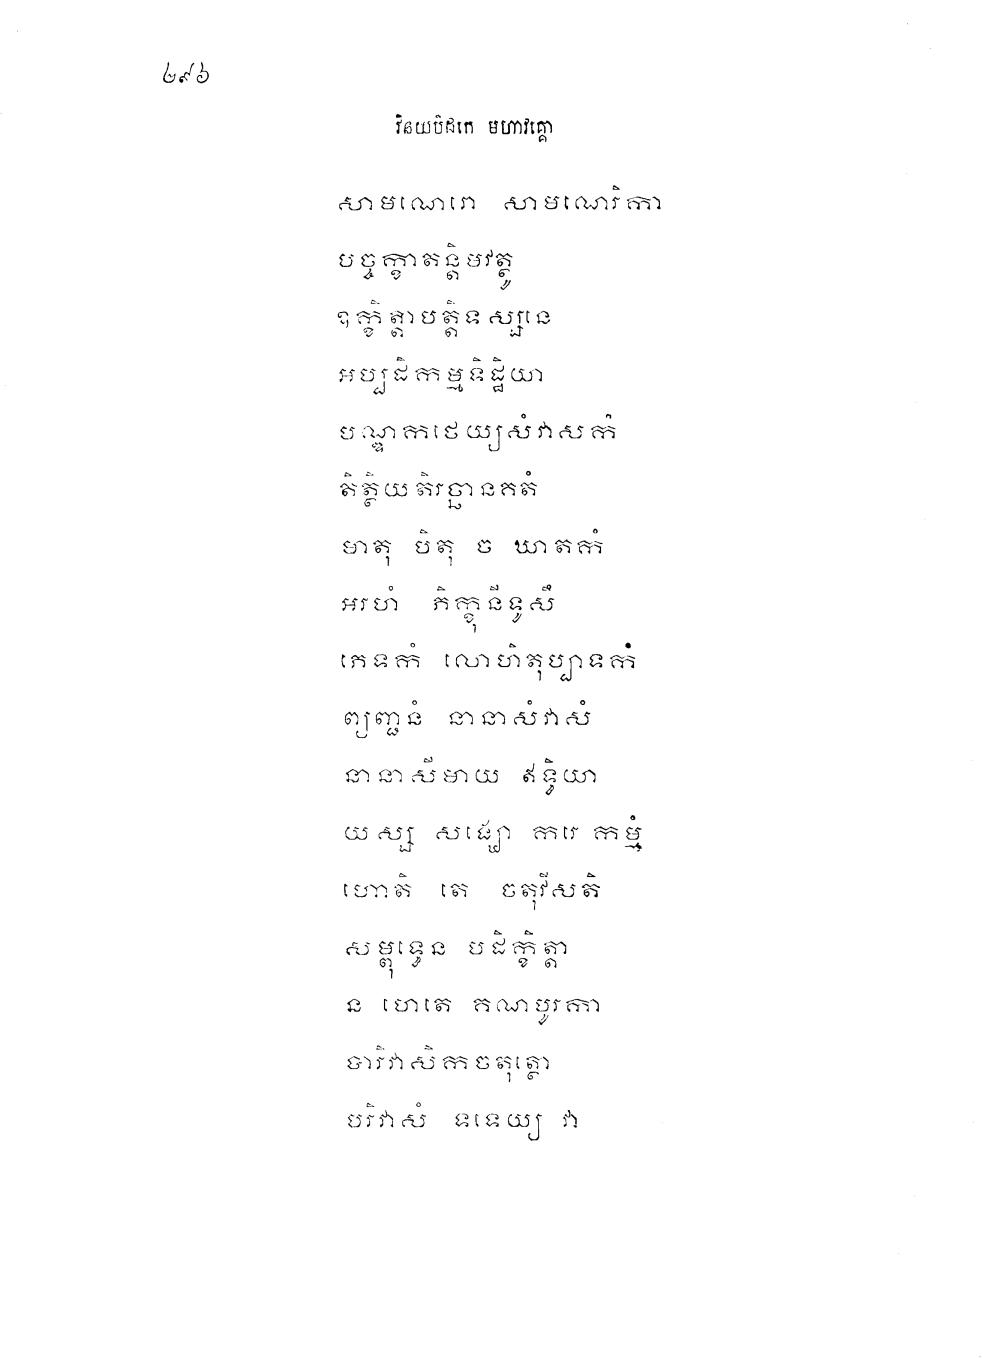 ២៩៦
វិនយបិដកេ មហាវគ្គោ
សាមណេរោ សាមណេរិកា
បច្ចក្ខាតន្តិមវត្ថូ
ឧក្ខិត្តាបត្តិទស្សនេ
អប្បដិកម្មទិដ្ឋិយា
បណ្ឌកថេយ្យសំវាសកំ
តិត្ថិយតិរច្ឆានគតំ
មាតុ បិតុ ច ឃាតកំ
អរហំ ភិក្ខុនីទូសី
ភេទកំ លោហិតុប្បាទកំ
ព្យញ្ជនំ នានាសំវាសំ
នានាសីមាយ ឥទ្ធិយា
យស្ស សង្ឃោ ករេ កម្មំ
ហោតិ តេ ចតុវីសតិ
សម្ពុទ្ធេន បដិក្ខិត្តា
ន ហេតេ គណបូរកា
បារិវាសិកចតុត្ថោ
បរិវាសំ ទទេយ្យ វា